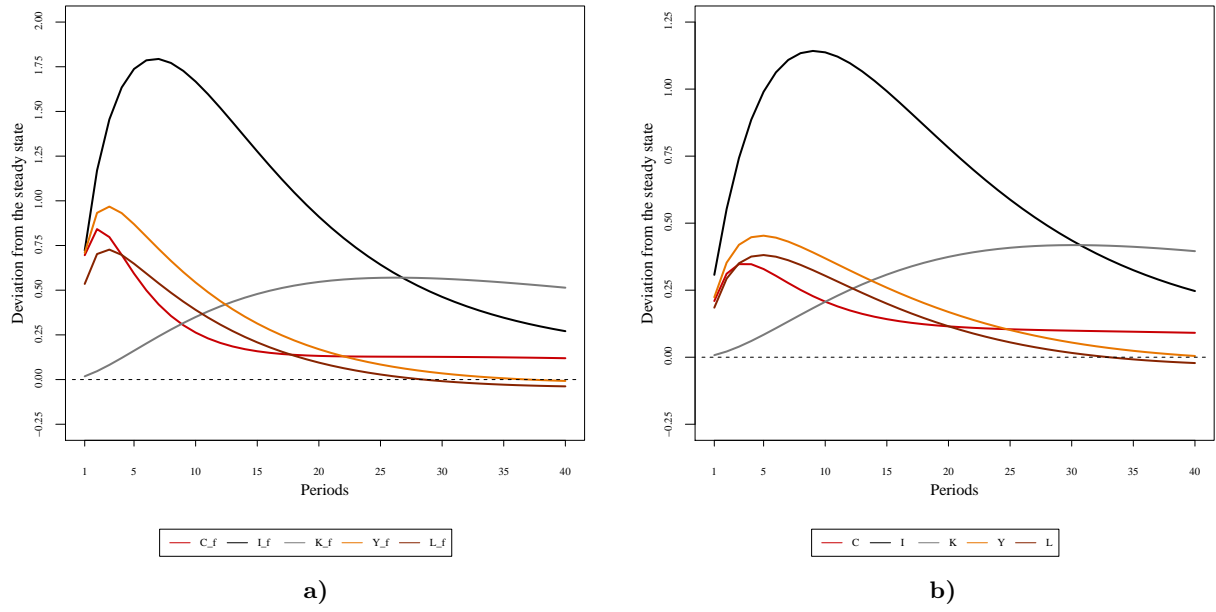 Deviation from the steady state
2.00
1.75
1.50
1.25
1.00
0.75
0.50
0.25
0.00
−0.25
1 5 10 15 20 25 30 35 40
Periods
C_f I_f K_f Y_f L_f
a)
Deviation from the steady state
1.25
1.00
0.75
0.50
0.25
0.00
−0.25
1 5 10 15 20 25 30 35 40
Periods
C I K Y L
b)